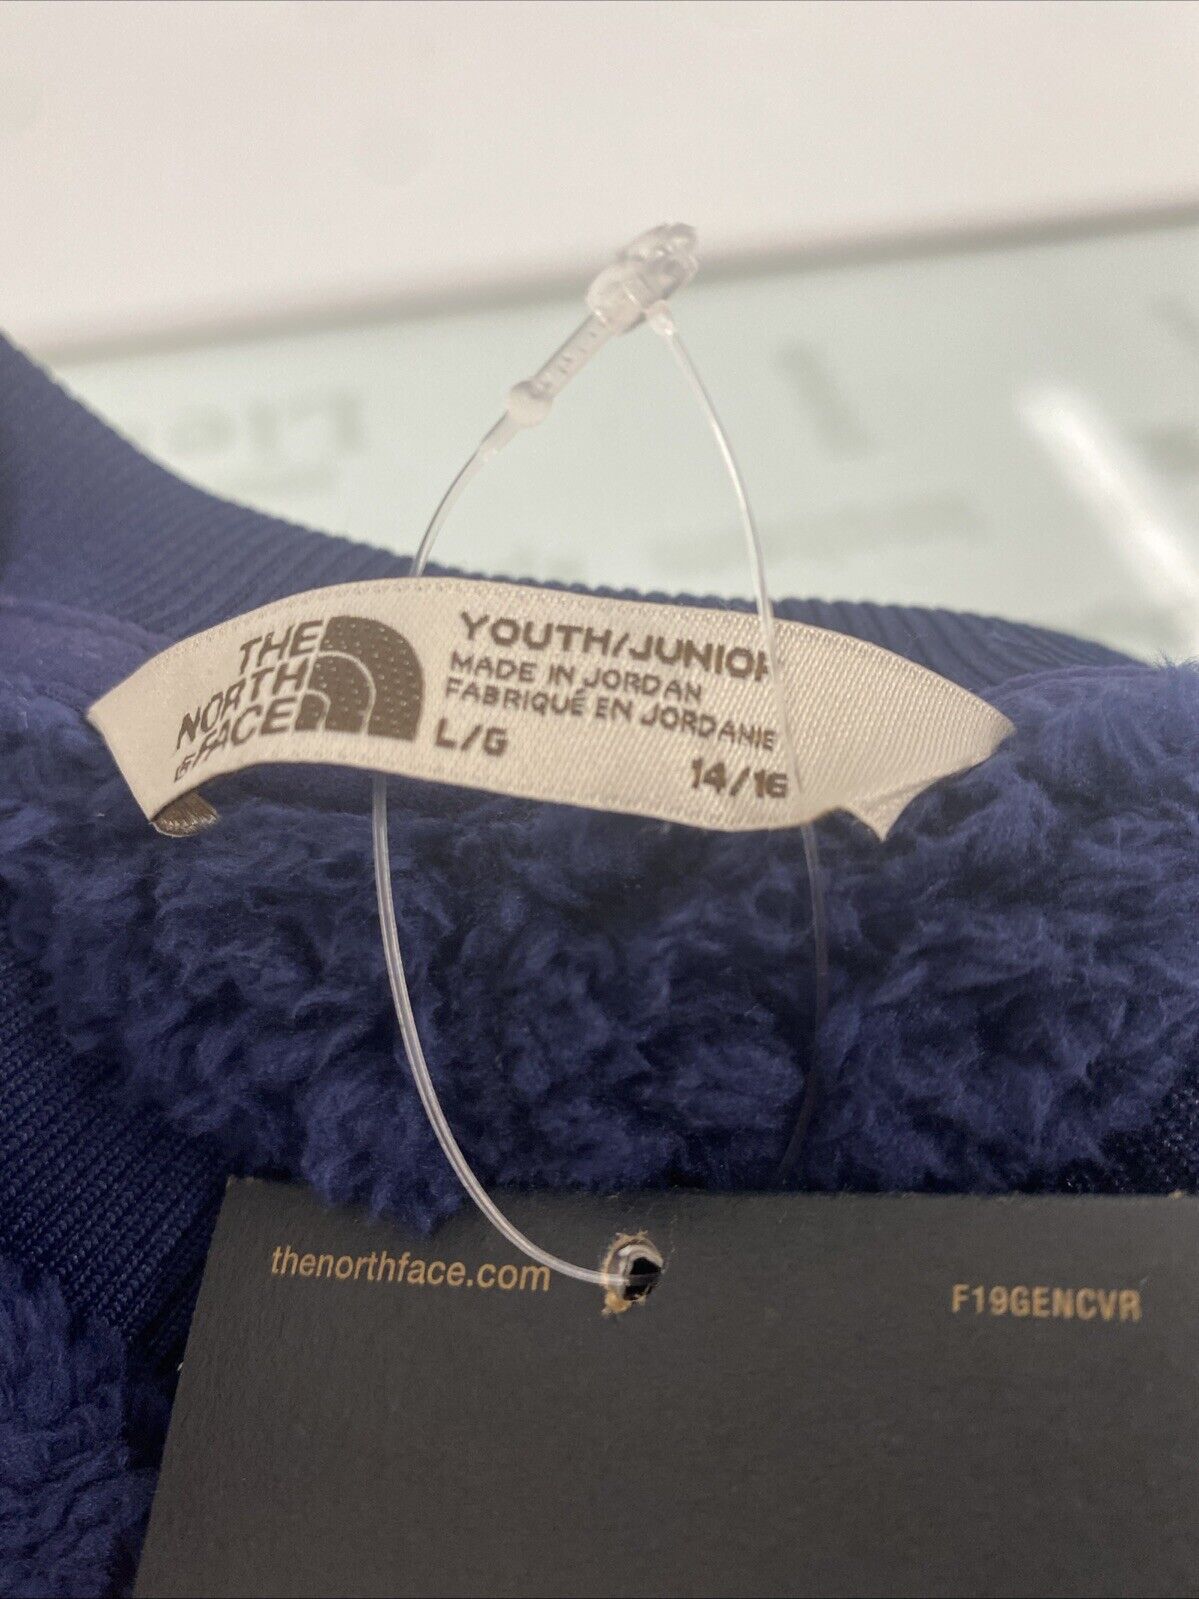 THE
NORTH
FACE
YOUTH/JUNIOR
MADE IN JORDAN
FABRIQUÉ EN JORDANIE
L/G
14/16
thenorthface.com
F19GENCVR